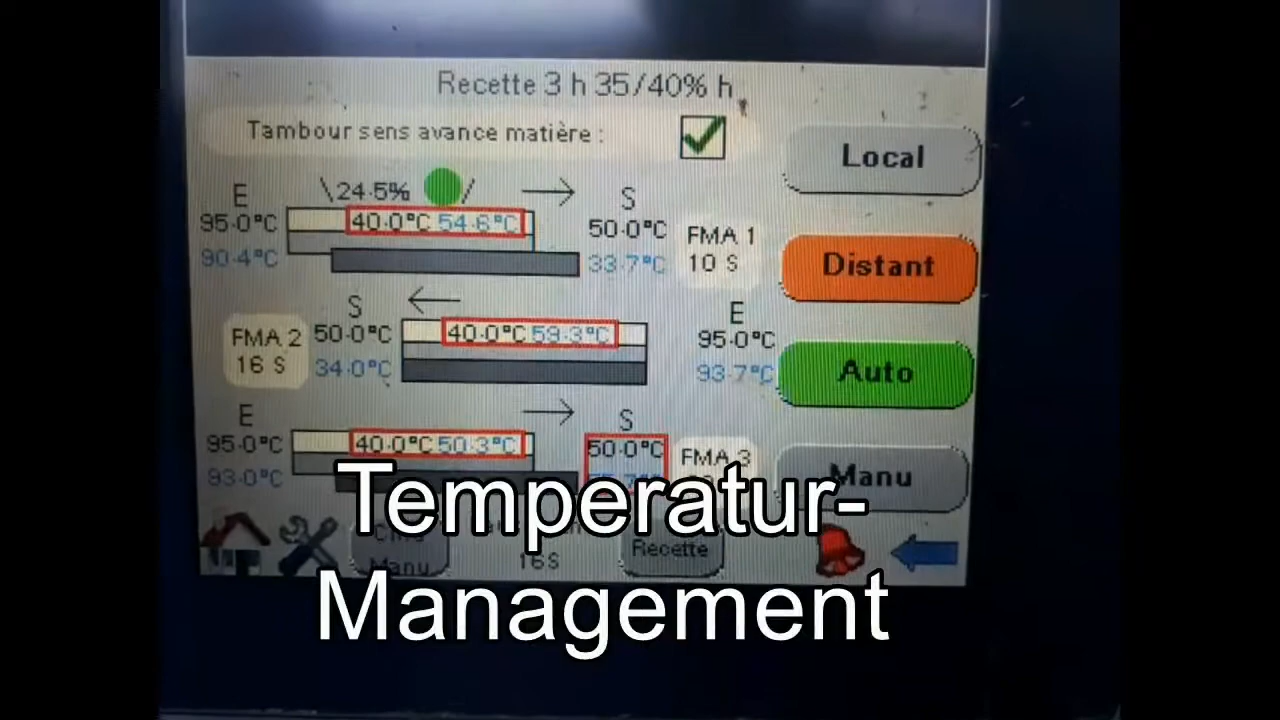 Recette 3 h 35/40% h
Tambour sens avance matière :
Local
\24.5% /
E
S
95.0°C
40.0°C 54.6°C
50.0°C
FMA 1
90.4°C
33.7°C
10 S
Distant
S
E
FMA 2
50.0°C
40.0°C 59.3°C
95.0°C
16 S
34.0°C
93.7°C
Auto
E
S
95.0°C
40.0°C 50.3°C
50.0°C
FMA 3
93.0°C
Manu
Manu
16S
Recette
Temperatur-
Management